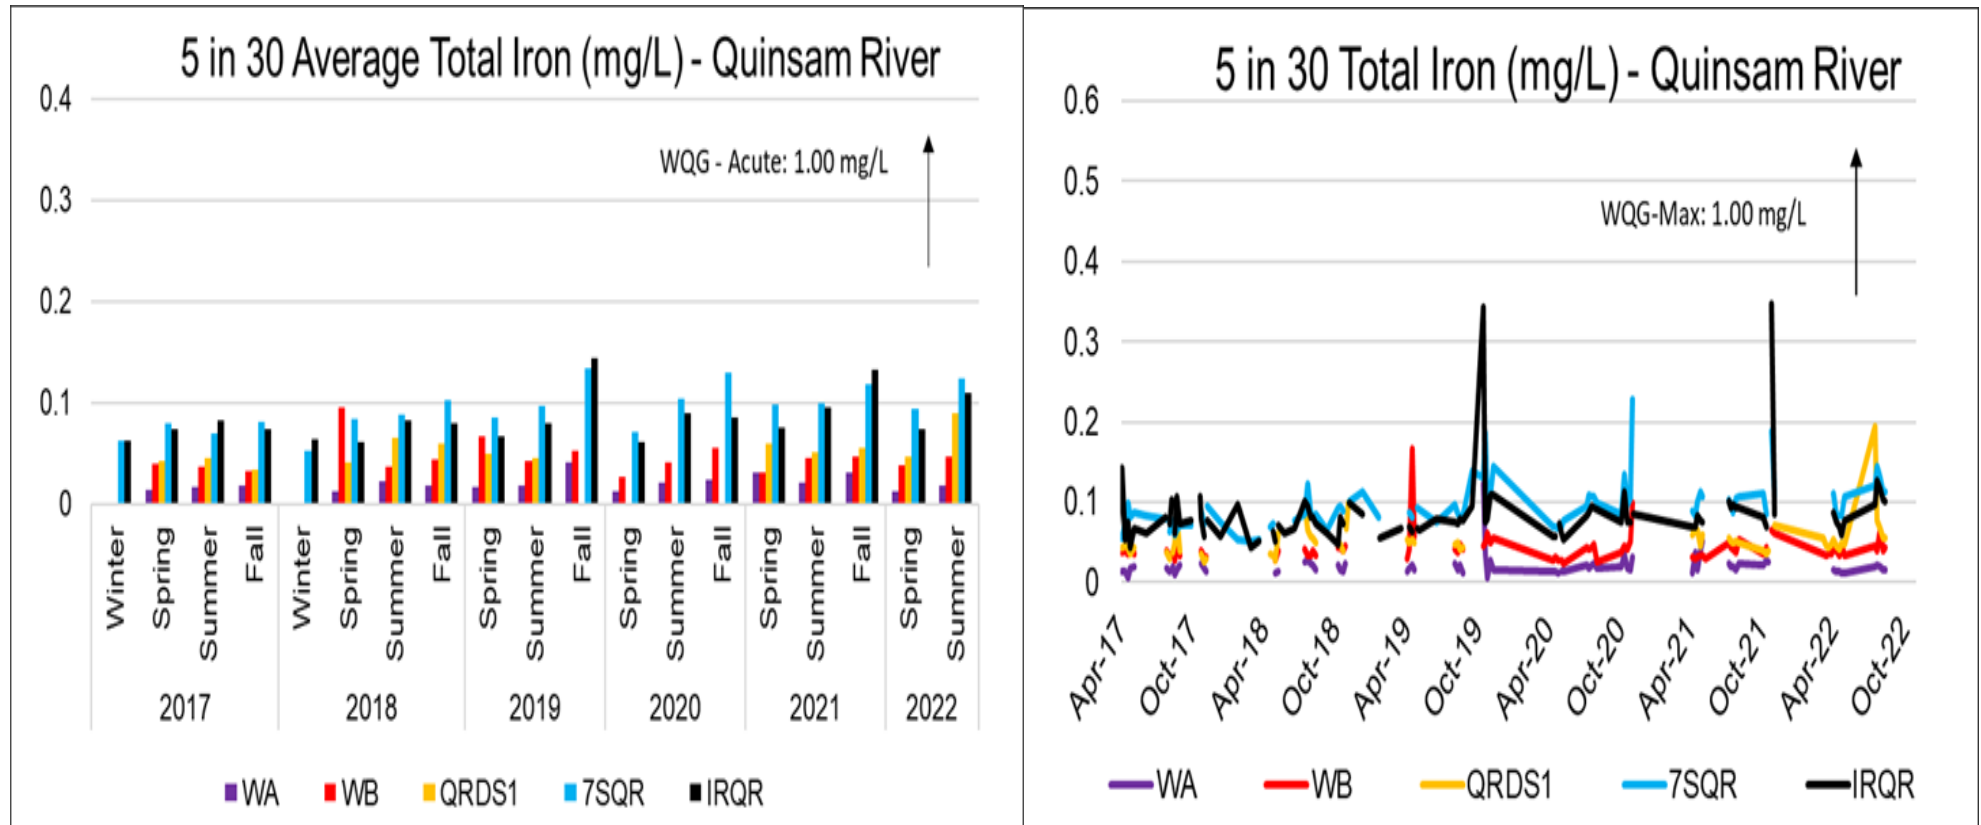 5 in 30 Average Total Iron (mg/L) - Quinsam River
0.4
WQG - Acute: 1.00 mg/L
0.3
0.2
0.1
0
Winter Spring Summer Fall Winter Spring Summer Fall Spring Summer Fall Spring Summer Fall Spring Summer Fall Spring Summer
2017 2018 2019 2020 2021 2022
WA WB QRDS1 7SQR IRQR
5 in 30 Total Iron (mg/L) - Quinsam River
0.6
0.5
WQG-Max: 1.00 mg/L
0.4
0.3
0.2
0.1
0
Apr-17 Oct-17 Apr-18 Oct-18 Apr-19 Oct-19 Apr-20 Oct-20 Apr-21 Oct-21 Apr-22 Oct-22
WA WB QRDS1 7SQR IRQR